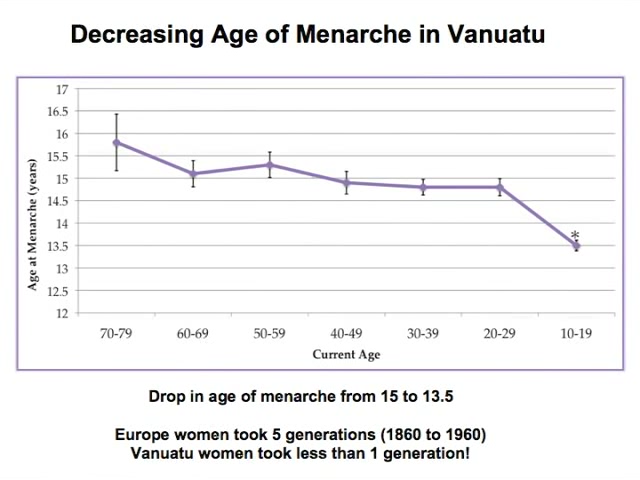 Decreasing Age of Menarche in Vanuatu
17
16.5
16
15.5
15
14.5
14
13.5
13
12.5
12
Age at Menarche (years)
*
70-79 60-69 50-59 40-49 30-39 20-29 10-19
Current Age
Drop in age of menarche from 15 to 13.5
Europe women took 5 generations (1860 to 1960)
Vanuatu women took less than 1 generation!